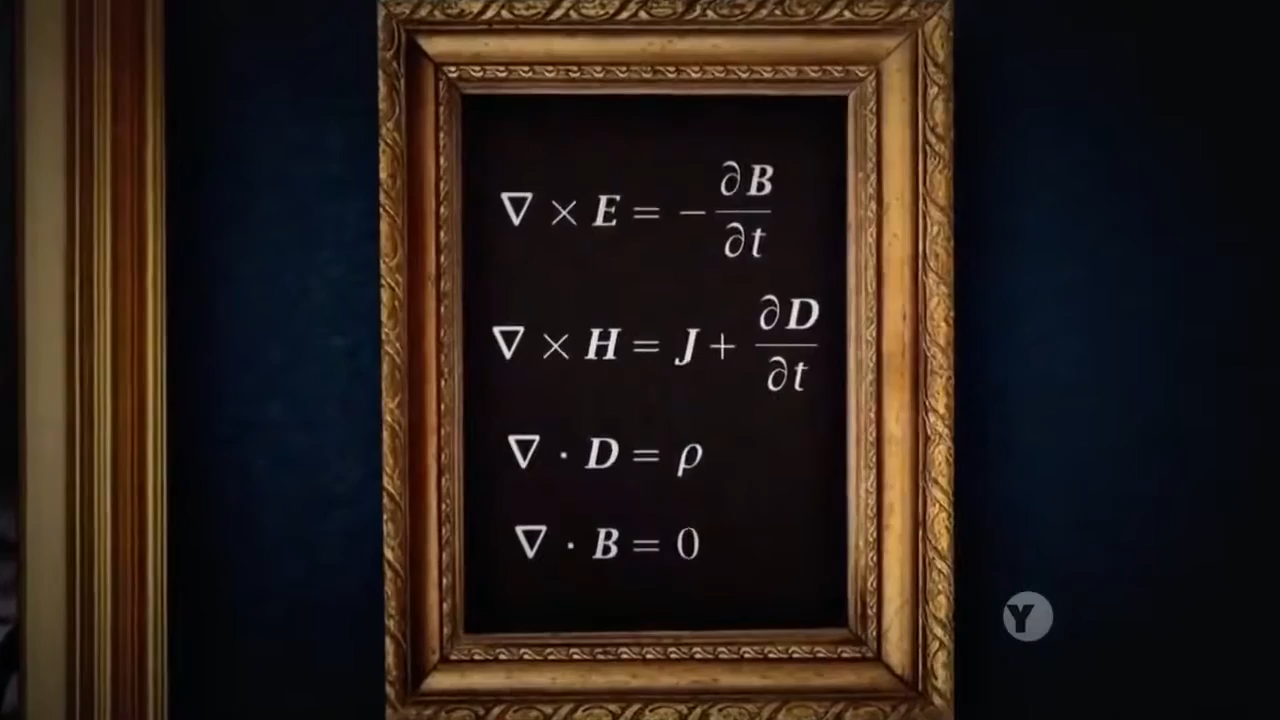 ∇ × E = −∂B/∂t
∇ × H = J + ∂D/∂t
∇ · D = ρ
∇ · B = 0
Y